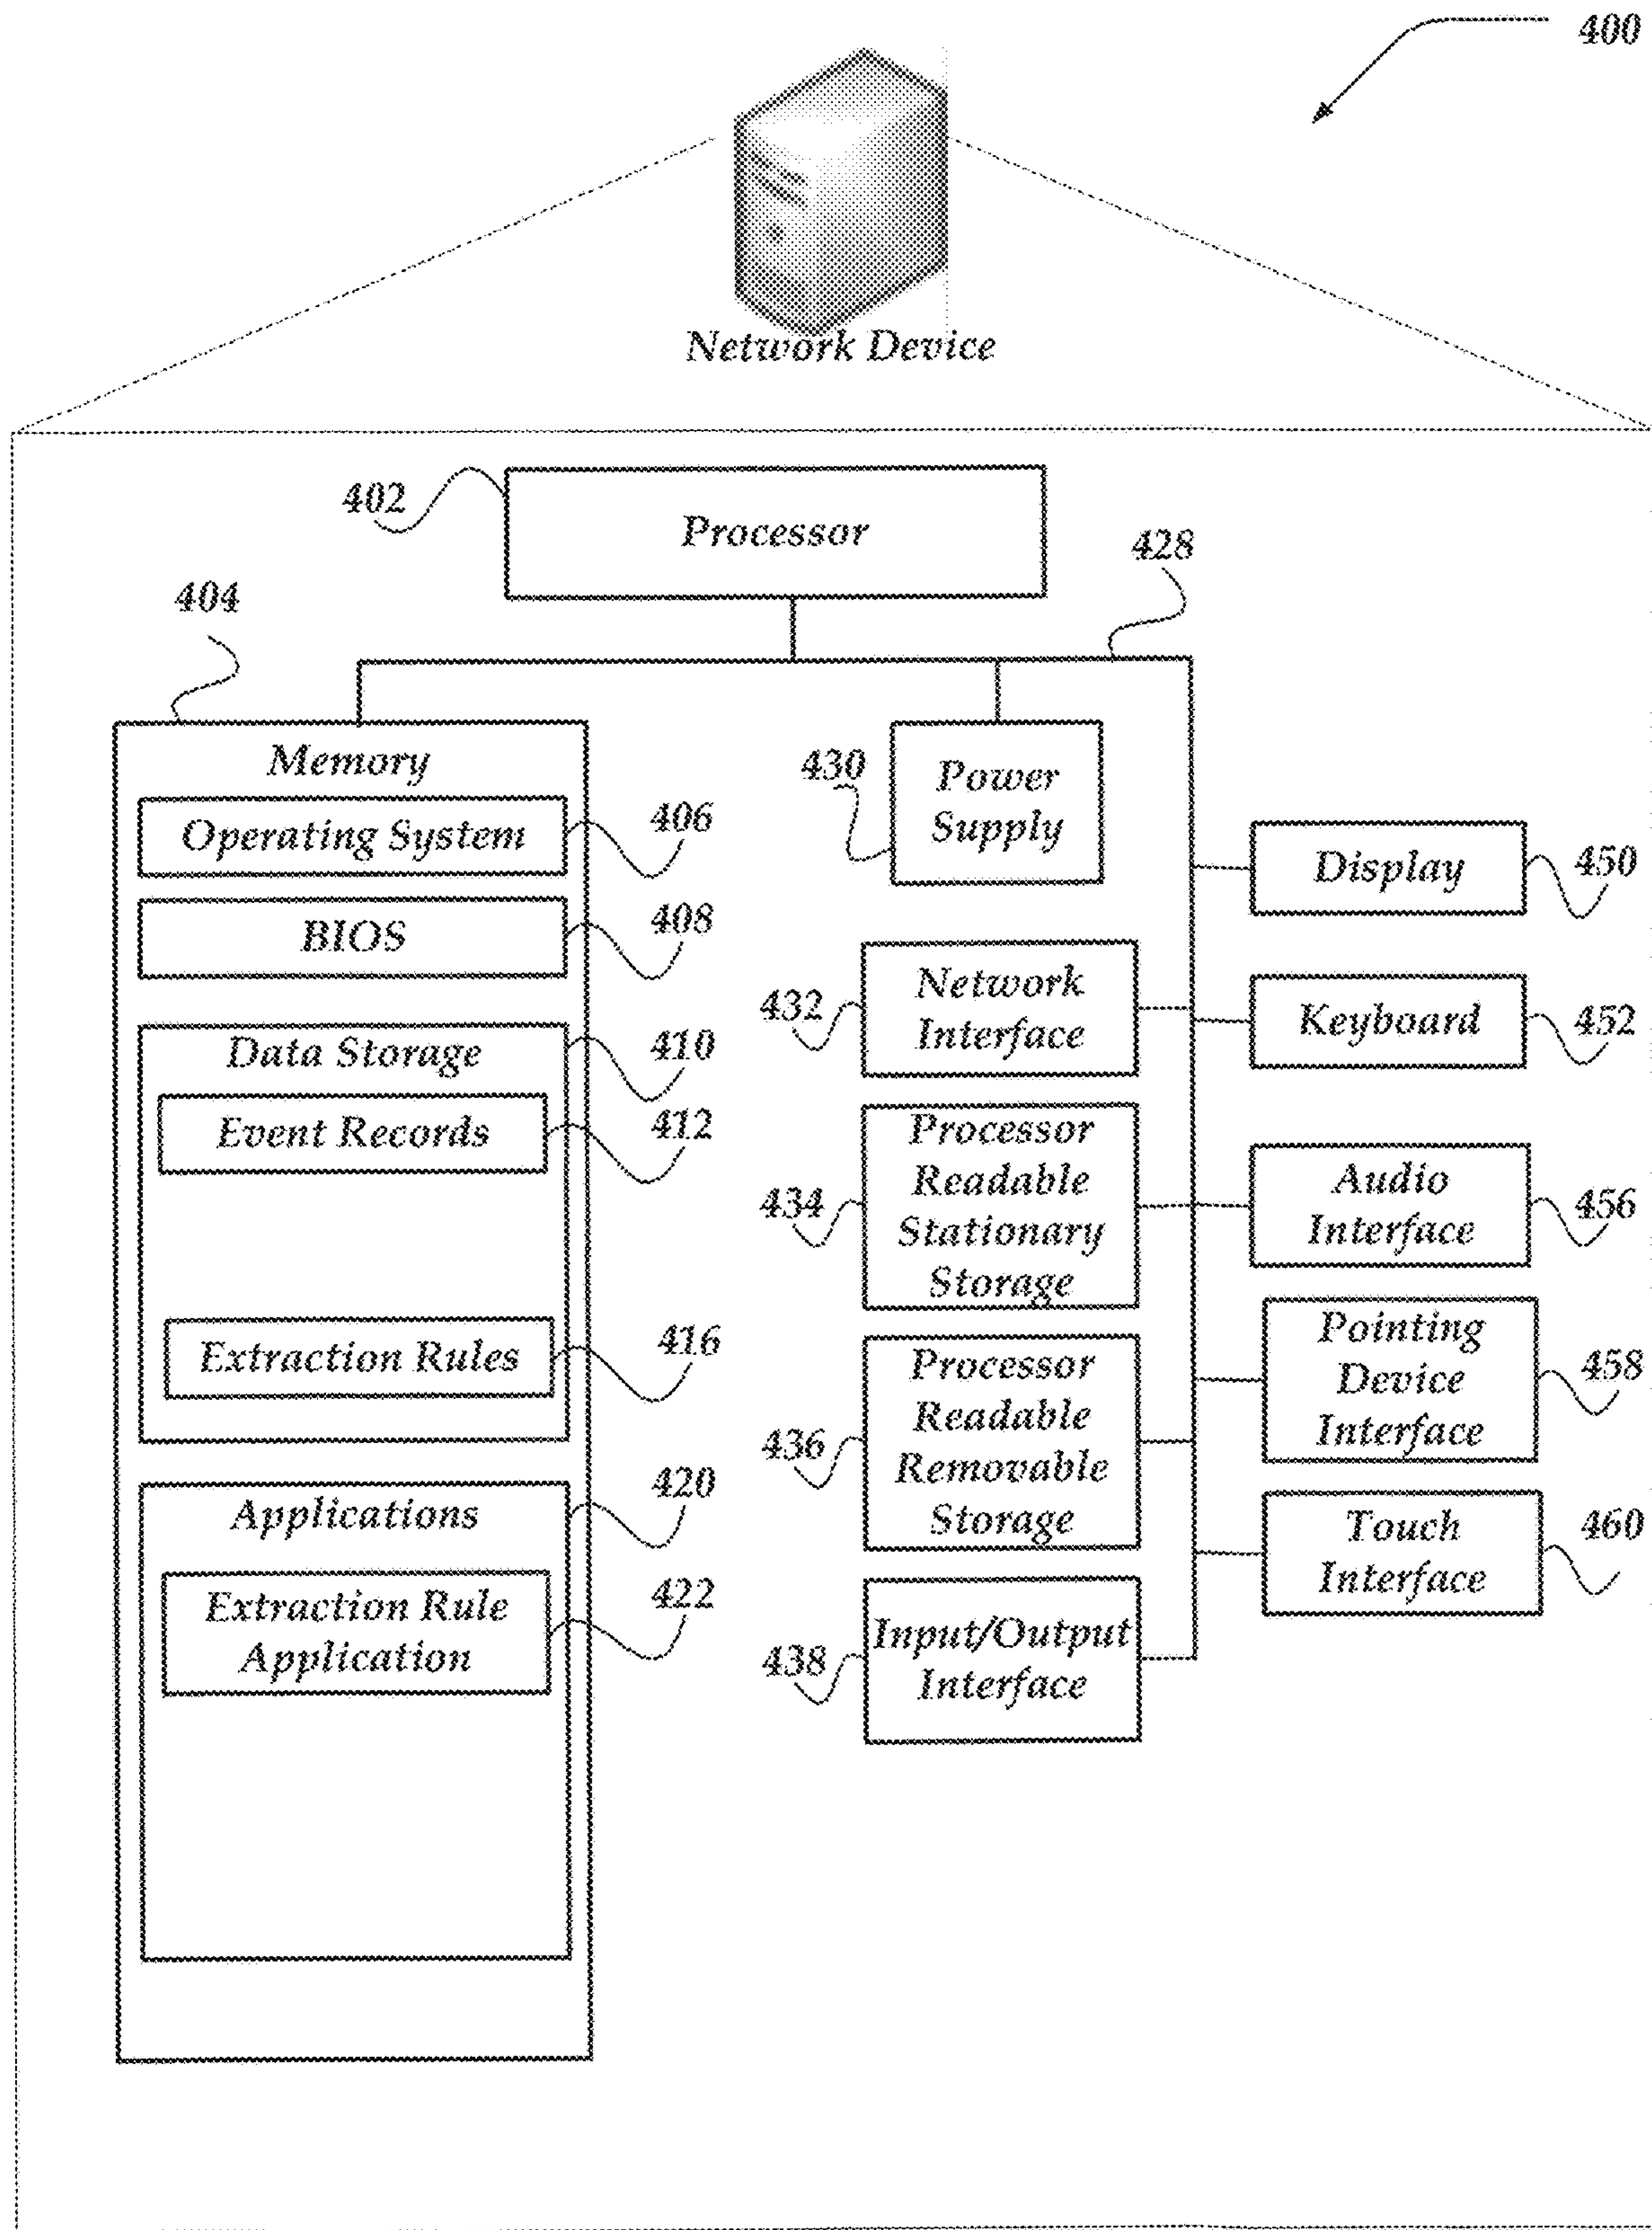 400
Network Device
402
Processor
428
404
Memory
Operating System
406
BIOS
408
Data Storage
410
Event Records
412
Extraction Rules
416
Applications
420
Extraction Rule
Application
422
430
Power
Supply
432
Network
Interface
434
Processor
Readable
Stationary
Storage
436
Processor
Readable
Removable
Storage
438
Input/Output
Interface
Display
450
Keyboard
452
Audio
Interface
456
Pointing
Device
Interface
458
Touch
Interface
460